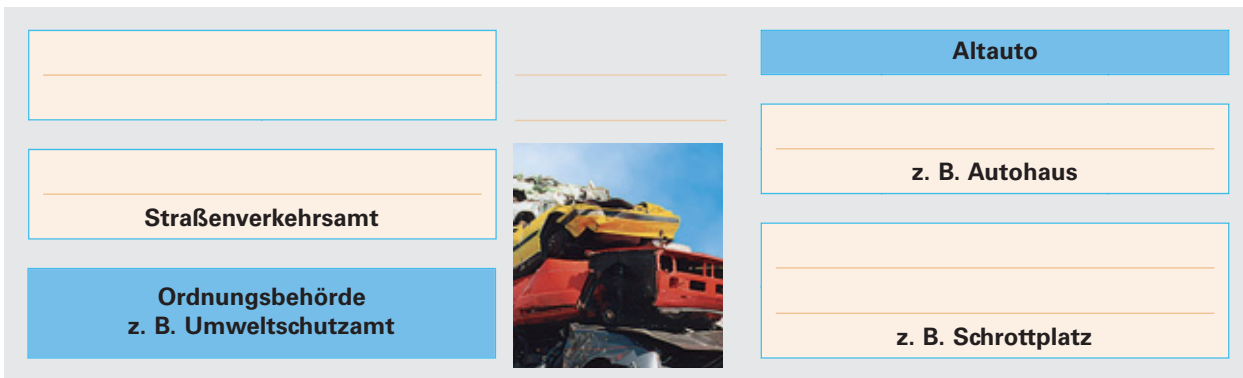 Altauto
z. B. Autohaus
Straßenverkehrsamt
Ordnungsbehörde
z. B. Umweltschutzamt
z. B. Schrottplatz